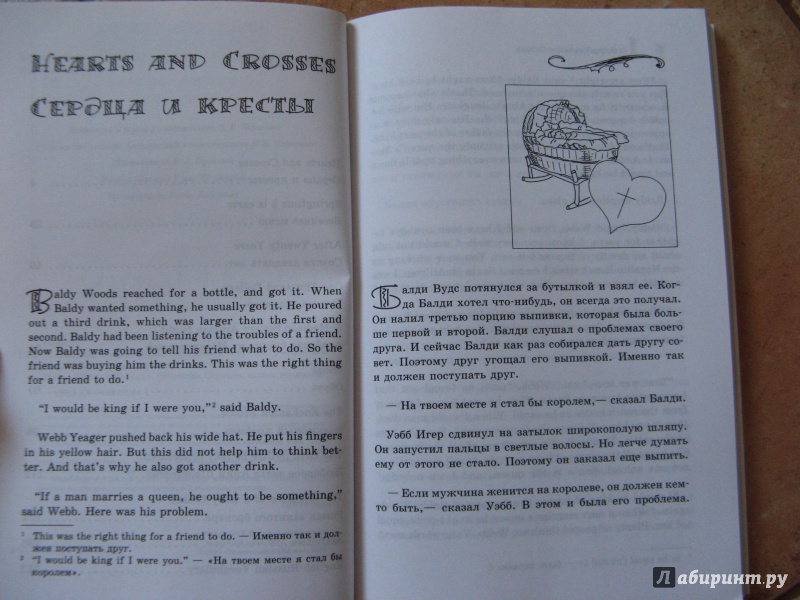 Hearts and Crosses
Сердца и кресты
Baldy Woods reached for a bottle, and got it. When
Baldy wanted something, he usually got it. He poured
out a third drink, which was larger than the first and
second. Baldy had been listening to the troubles of a friend.
Now Baldy was going to tell his friend what to do. So the
friend was buying him the drinks. This was the right thing
for a friend to do.¹
“I would be king if I were you,”² said Baldy.
Webb Yeager pushed back his wide hat. He put his fingers
in his yellow hair. But this did not help him to think bet-
ter. And that’s why he also got another drink.
“If a man marries a queen, he ought to be something,”
said Webb. Here was his problem.
¹ This was the right thing for a friend to do. — Именно так и дол-
жен поступать друг.
² “I would be king if I were you.” — «На твоем месте я стал бы
королем».
Балди Вудс потянулся за бутылкой и взял ее. Ког-
да Балди хотел что-нибудь, он всегда это получал.
Он налил третью порцию выпивки, которая была боль-
ше первой и второй. Балди слушал о проблемах своего
друга. И сейчас Балди как раз собирался дать другу со-
вет. Поэтому друг угощал его выпивкой. Именно так
и должен поступать друг.
— На твоем месте я стал бы королем,— сказал Балди.
Уэбб Игер сдвинул на затылок широкополую шляпу.
Он запустил пальцы в светлые волосы. Но легче думать
ему от этого не стало. Поэтому он заказал еще выпить.
— Если мужчина женится на королеве, он должен кем-
то быть,— сказал Уэбб. В этом и была его проблема.
Лабиринт.ру